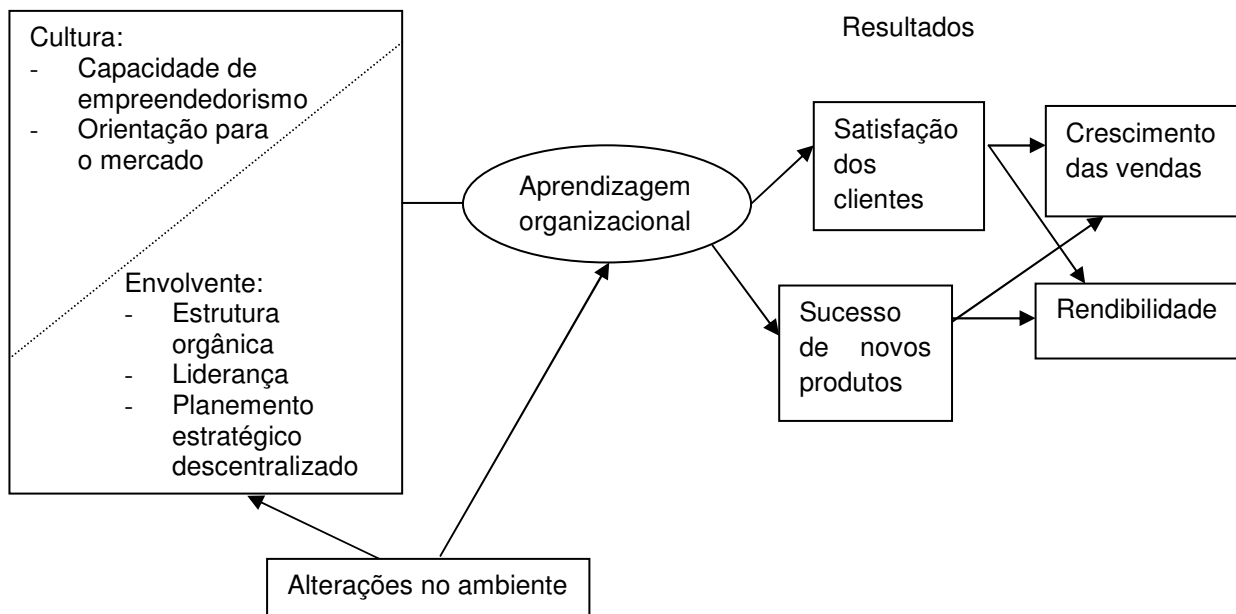 Cultura:
- Capacidade de
empreendedorismo
- Orientação para
o mercado
Envolvente:
- Estrutura
orgânica
- Liderança
- Planemento
estratégico
descentralizado
Alterações no ambiente
Aprendizagem
organizacional
Resultados
Satisfação
dos
clientes
Sucesso
de novos
produtos
Crescimento
das vendas
Rendibilidade